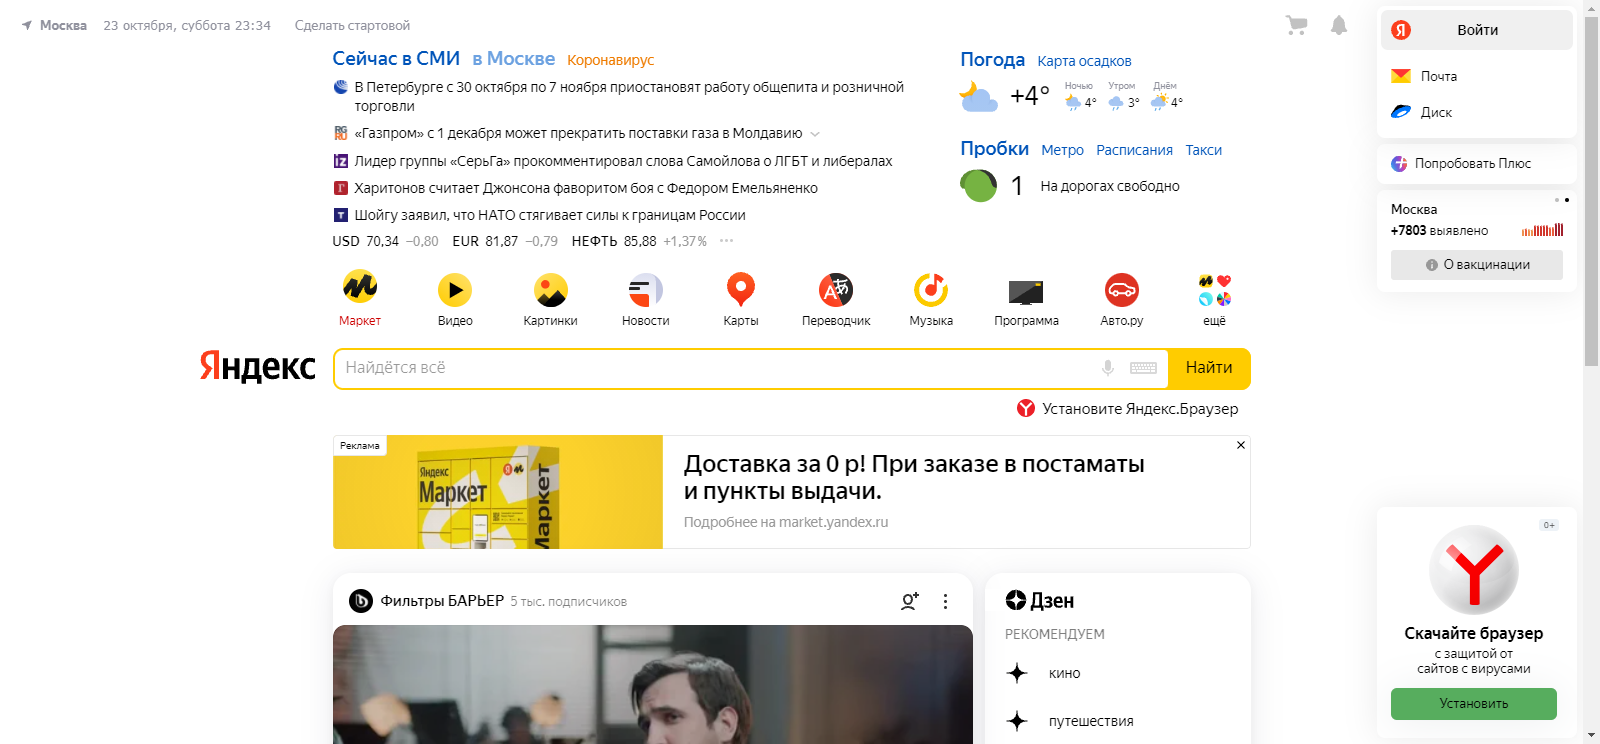 Москва 23 октября, суббота 23:34 Сделать стартовой
Сейчас в СМИ в Москве Коронавирус
В Петербурге с 30 октября по 7 ноября приостановят работу общепита и розничной
торговли
RG
RU «Газпром» с 1 декабря может прекратить поставки газа в Молдавию
iz Лидер группы «СерьГа» прокомментировал слова Самойлова о ЛГБТ и либералах
Г Харитонов считает Джонсона фаворитом боя с Федором Емельяненко
Т Шойгу заявил, что НАТО стягивает силы к границам России
USD 70,34 −0,80 EUR 81,87 −0,79 НЕФТЬ 85,88 +1,37%
Погода Карта осадков
+4°
Ночью Утром Днём
4° 3° 4°
Пробки Метро Расписания Такси
1 На дорогах свободно
Я Войти
Почта
Диск
Попробовать Плюс
Москва
+7803 выявлено
О вакцинации
Маркет Видео Картинки Новости Карты Переводчик Музыка Программа Авто.ру ещё
Яндекс Найдётся всё Найти
Установите Яндекс.Браузер
Реклама
Яндекс
Маркет
Маркет
Доставка за 0 р! При заказе в постаматы
и пункты выдачи.
Подробнее на market.yandex.ru
Фильтры БАРЬЕР 5 тыс. подписчиков
Дзен
РЕКОМЕНДУЕМ
кино
путешествия
0+
Скачайте браузер
с защитой от
сайтов с вирусами
Установить